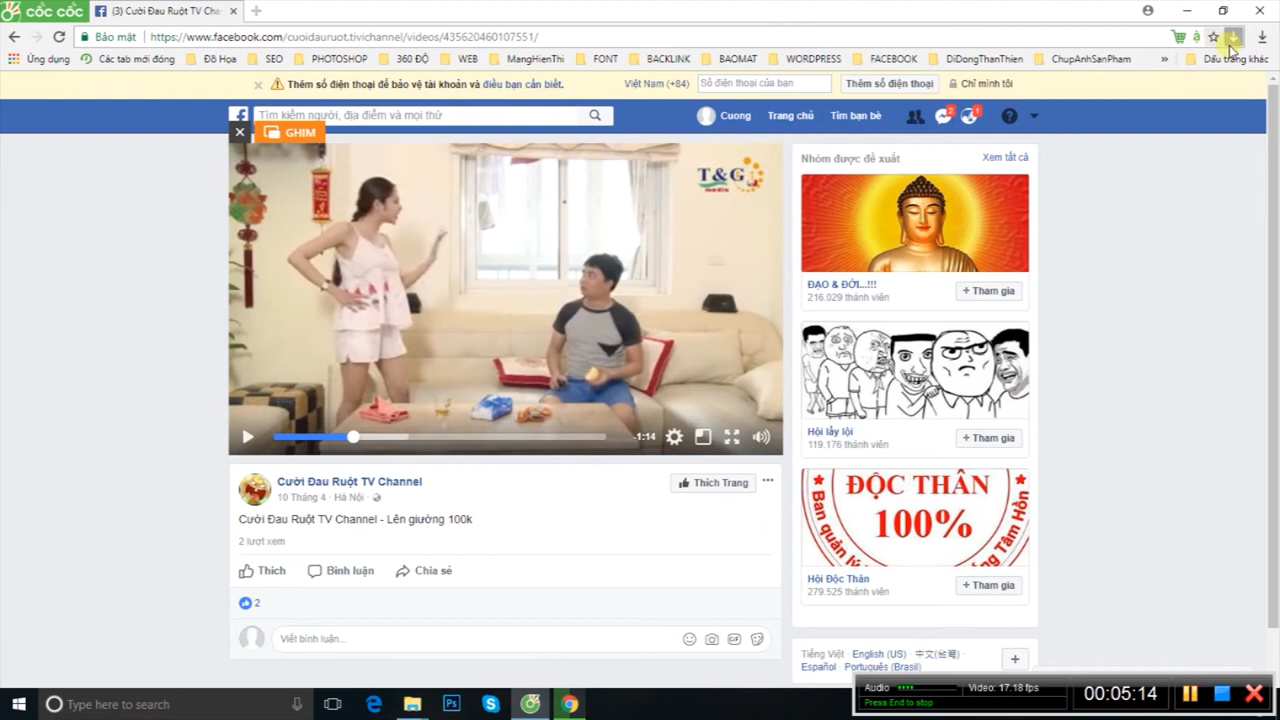 CỐC CỐC
(3) Cười Đau Ruột TV Cha
Bảo mật
https://www.facebook.com/cuoidauruot.tivichannel/videos/435620460107551/
Ứng dụng
Các tab mới đóng
Đồ Họa
SEO
PHOTOSHOP
360 ĐỘ
WEB
MangHienThi
FONT
BACKLINK
BAOMAT
WORDPRESS
FACEBOOK
DiDongThanThien
ChupAnhSanPham
»
Dấu trang khác
Thêm số điện thoại để bảo vệ tài khoản và điều bạn cần biết.
Việt Nam (+84)
Số điện thoại của bạn
Thêm số điện thoại
Chỉ mình tôi
Tìm kiếm người, địa điểm và mọi thứ
Cuong
Trang chủ
Tìm bạn bè
2
1
GHIM
T&G
media
-1:14
Cười Đau Ruột TV Channel
10 Tháng 4 · Hà Nội ·
Thích Trang
Cười Đau Ruột TV Channel - Lên giường 100k
2 lượt xem
Thích
Bình luận
Chia sẻ
2
Viết bình luận...
GIF
Nhóm được đề xuất
Xem tất cả
ĐẠO & ĐỜI...!!!
216.029 thành viên
+ Tham gia
Hội lầy lội
119.176 thành viên
+ Tham gia
ĐỘC THÂN
100%
Ban quản lý
Tâm Hồn
Hội Độc Thân
279.525 thành viên
+ Tham gia
Tiếng Việt · English (US) · 中文(台灣) ·
Español · Português (Brasil)
Type here to search
Audio
Video: 17.18 fps
Press End to stop
00:05:14